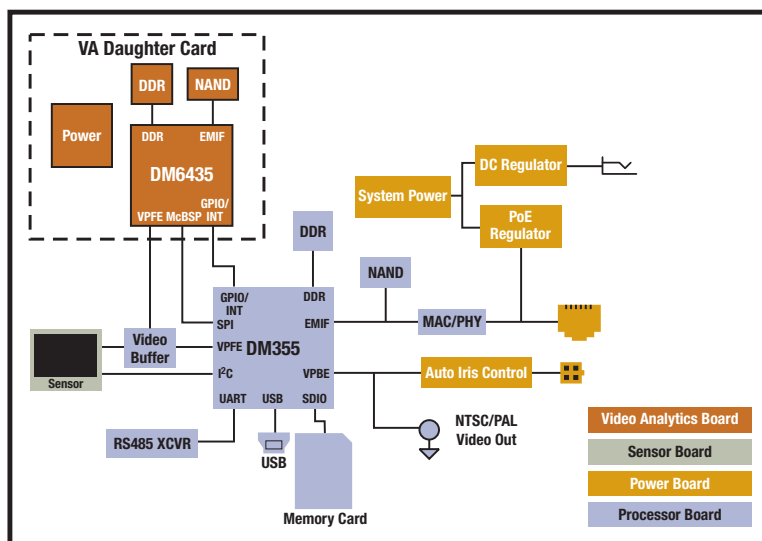 VA Daughter Card
DDR
NAND
Power
DDR
EMIF
DM6435
GPIO/
INT
VPFE McBSP
DC Regulator
System Power
PoE
Regulator
DDR
NAND
GPIO/
INT
DDR
SPI
EMIF
MAC/PHY
Video
Buffer
VPFE
DM355
Sensor
I²C
VPBE
Auto Iris Control
UART
USB
SDIO
RS485 XCVR
USB
Memory Card
NTSC/PAL
Video Out
Video Analytics Board
Sensor Board
Power Board
Processor Board